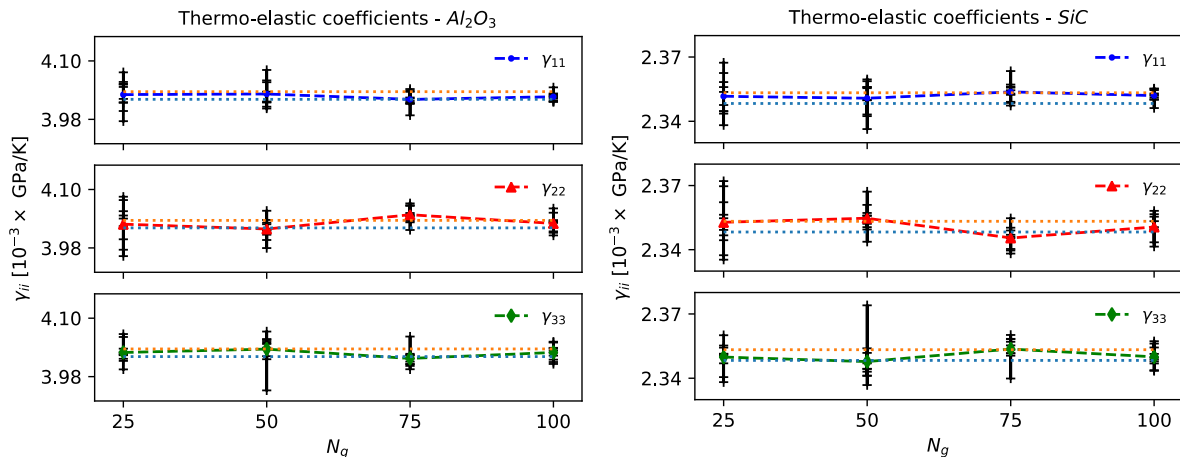 Thermo-elastic coefficients - Al₂O₃
4.10
3.98
γ₁₁
4.10
3.98
γ₂₂
4.10
3.98
γ₃₃
γᵢᵢ [10⁻³ × GPa/K]
25 50 75 100
N_g
Thermo-elastic coefficients - SiC
2.37
2.34
γ₁₁
2.37
2.34
γ₂₂
2.37
2.34
γ₃₃
γᵢᵢ [10⁻³ × GPa/K]
25 50 75 100
N_g